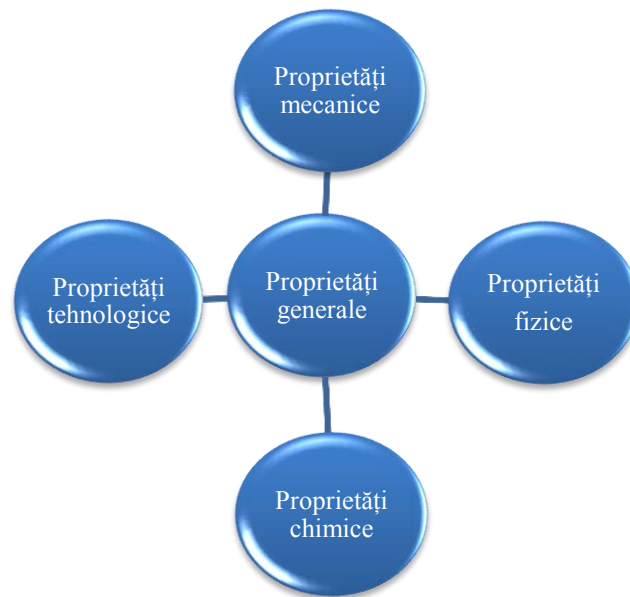 Proprietăți
mecanice
Proprietăți
tehnologice
Proprietăți
generale
Proprietăți
fizice
Proprietăți
chimice